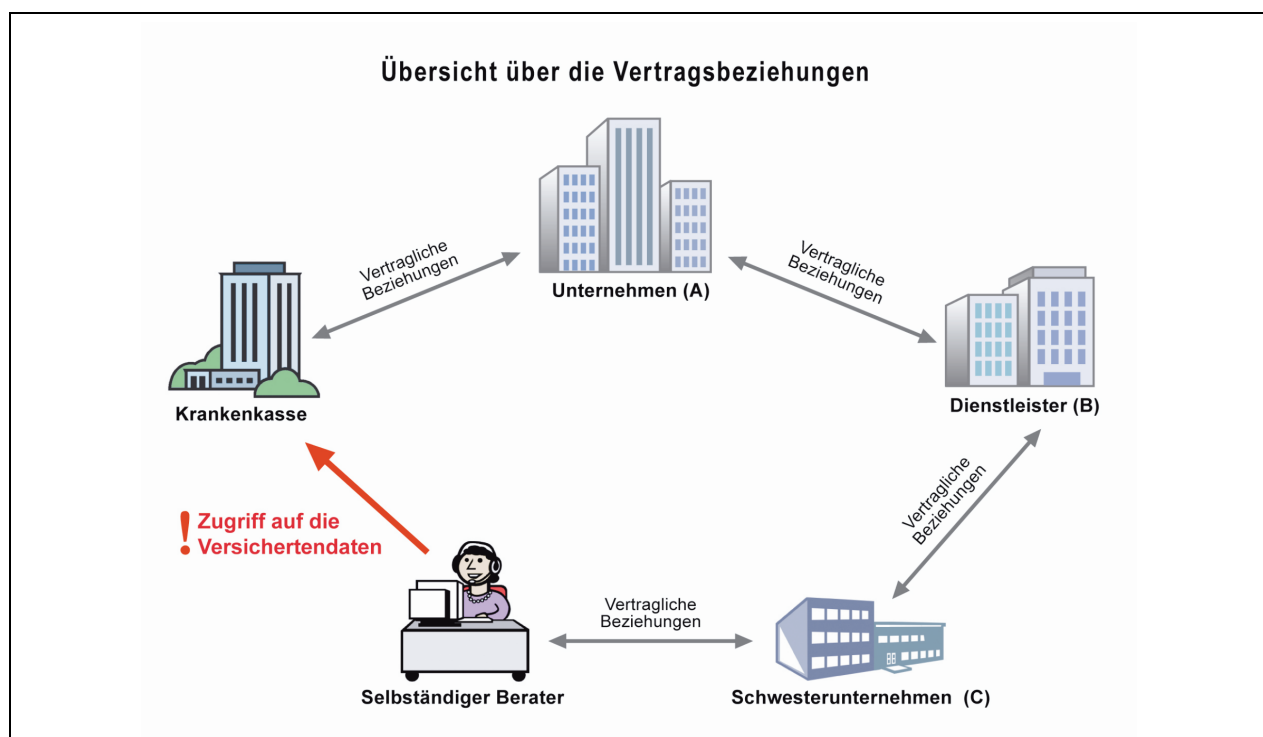 Übersicht über die Vertragsbeziehungen
Unternehmen (A)
Vertragliche
Beziehungen
Vertragliche
Beziehungen
Krankenkasse
Dienstleister (B)
Vertragliche
Beziehungen
! Zugriff auf die
Versichertendaten
Vertragliche
Beziehungen
Selbständiger Berater
Schwesterunternehmen (C)